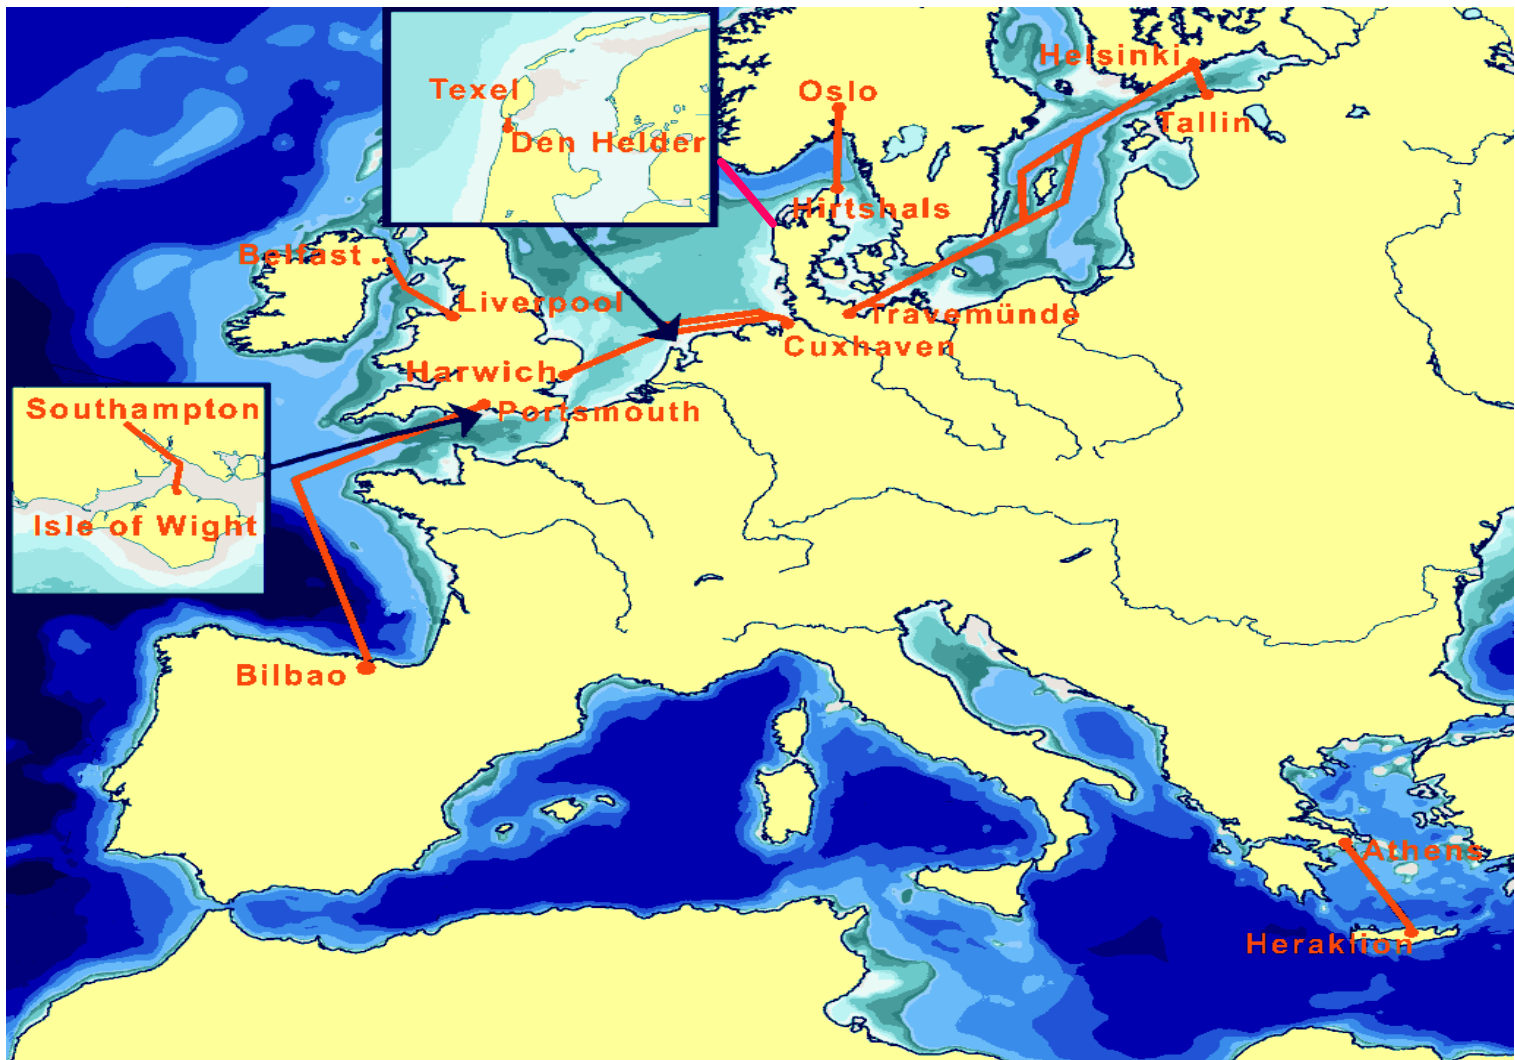 Helsinki
Texel
Oslo
Tallin
Den Helder
Hirtshals
Belfast
Liverpool
Travemünde
Cuxhaven
Harwich
Southampton
Portsmouth
Isle of Wight
Bilbao
Athens
Heraklion